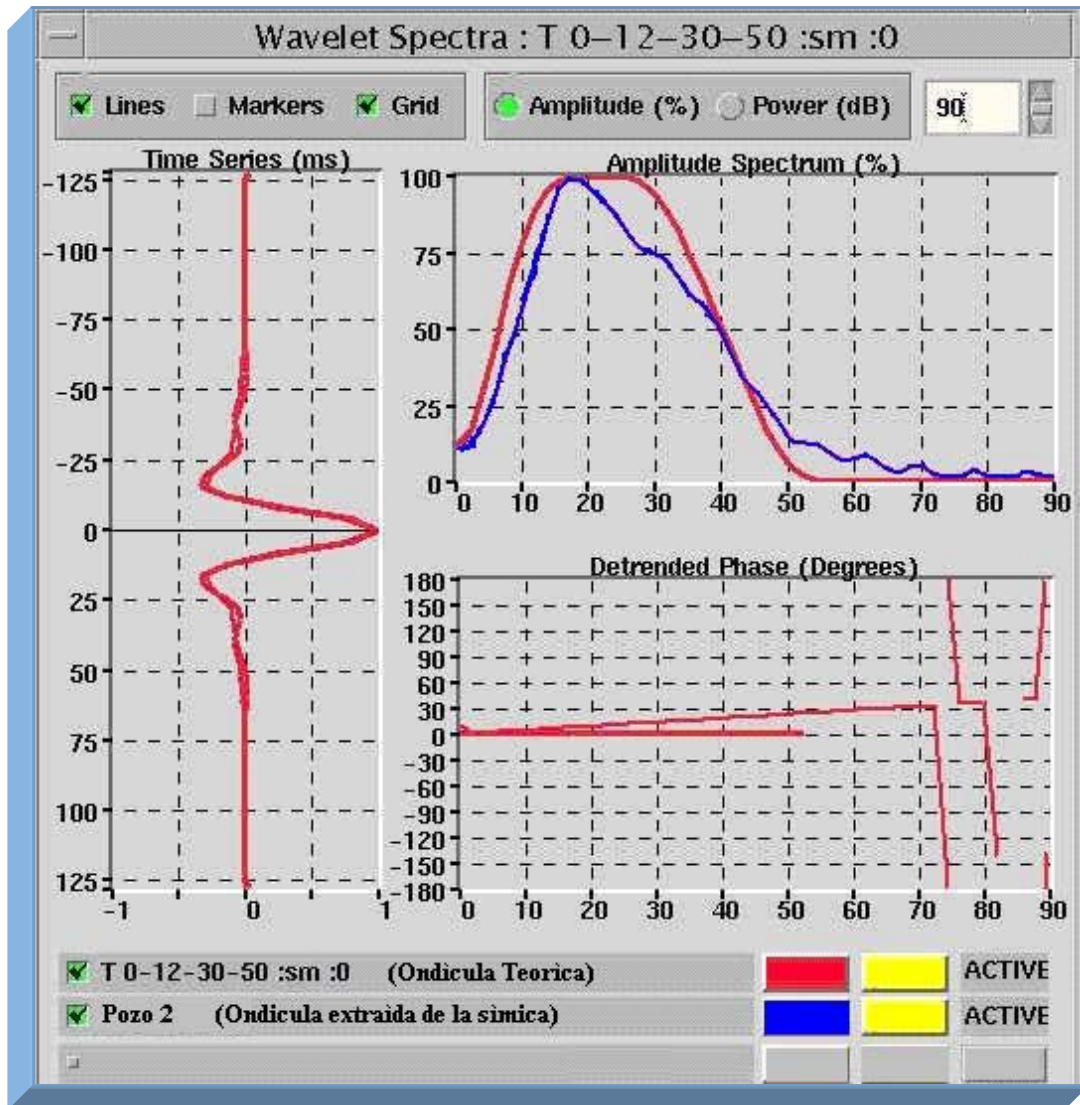 Wavelet Spectra : T 0-12-30-50 :sm :0
Lines Markers Grid Amplitude (%) Power (dB) 90
Time Series (ms)
-125
-100
-75
-50
-25
0
25
50
75
100
125
-1 0 1
Amplitude Spectrum (%)
100
75
50
25
0
0 10 20 30 40 50 60 70 80 90
Detrended Phase (Degrees)
180
150
120
90
60
30
0
-30
-60
-90
-120
-150
-180
0 10 20 30 40 50 60 70 80 90
T 0-12-30-50 :sm :0 (Ondicula Teorica) ACTIVE
Pozo 2 (Ondicula extraida de la simica) ACTIVE